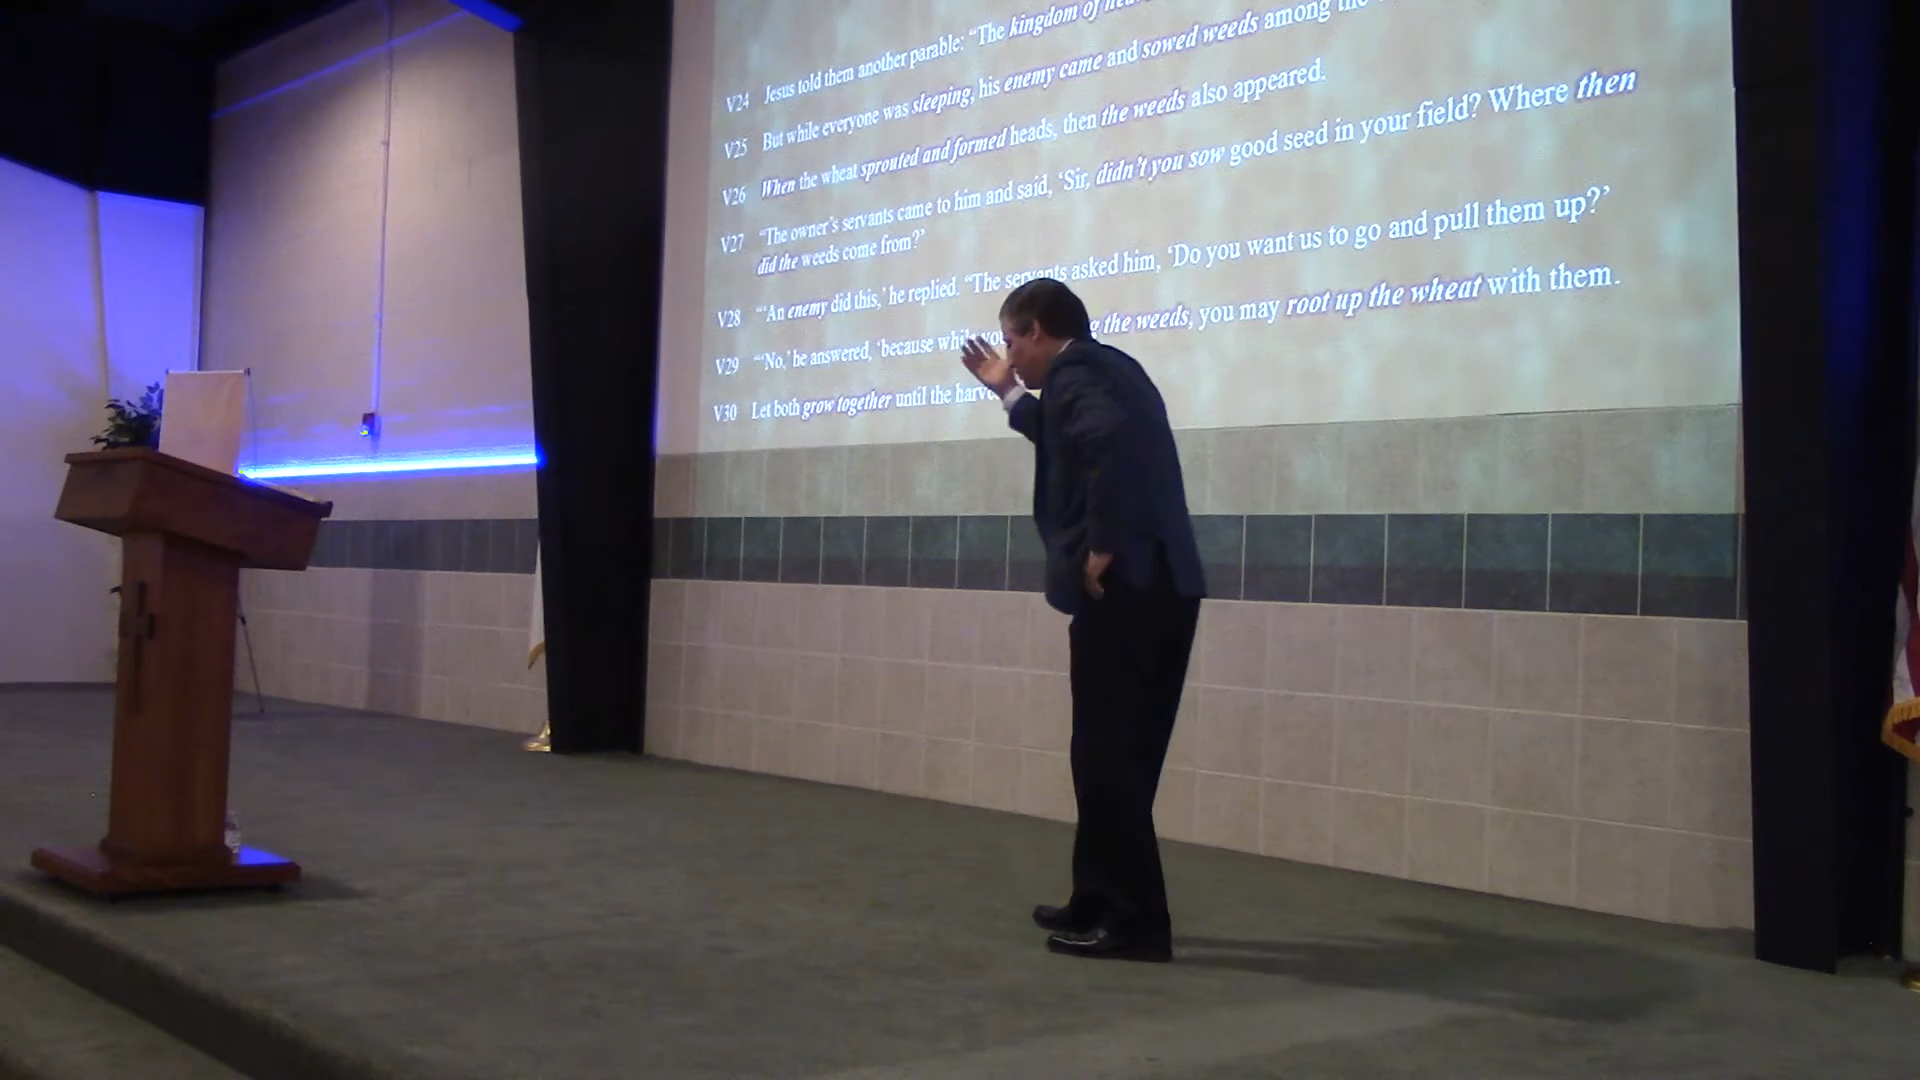 V24 Jesus told them another parable: “The kingdom of
V25 But while everyone was sleeping, his enemy came and sowed weeds among the
V26 When the wheat sprouted and formed heads, then the weeds also appeared.
V27 “The owner’s servants came to him and said, ‘Sir, didn’t you sow good seed in your field? Where then
did the weeds come from?’
V28 “‘An enemy did this,’ he replied. “The servants asked him, ‘Do you want us to go and pull them up?’
V29 “‘No,’ he answered, ‘because while you the weeds, you may root up the wheat with them.
V30 Let both grow together until the